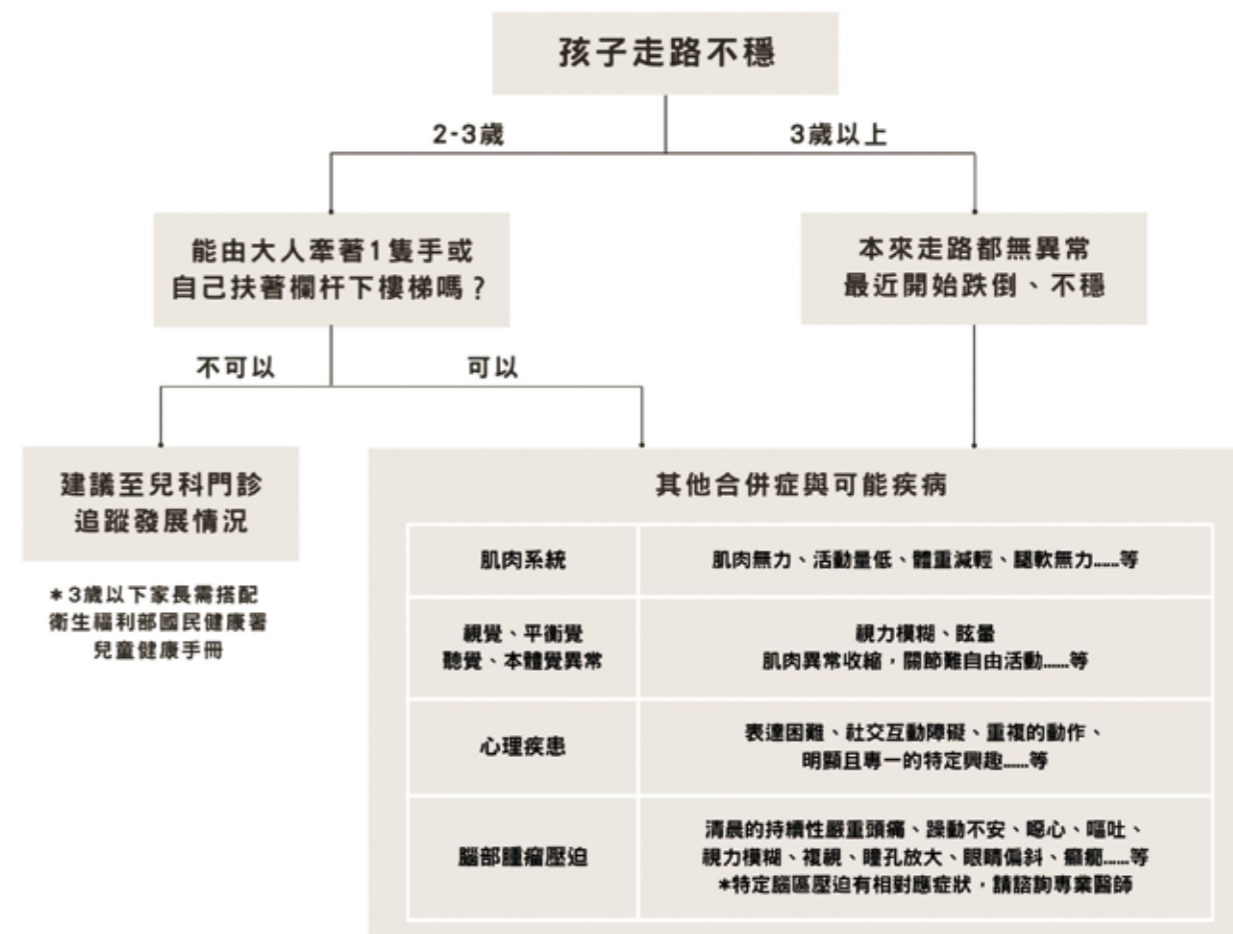 孩子走路不穩
2-3歲
3歲以上
能由大人牽著1隻手或
自己扶著欄杆下樓梯嗎？
本來走路都無異常
最近開始跌倒、不穩
不可以
可以
建議至兒科門診
追蹤發展情況
＊3歲以下家長需搭配
衛生福利部國民健康署
兒童健康手冊
其他合併症與可能疾病
肌肉系統
肌肉無力、活動量低、體重減輕、腿軟無力......等
視覺、平衡覺
聽覺、本體覺異常
視力模糊、眩暈
肌肉異常收縮，關節難自由活動......等
心理疾患
表達困難、社交互動障礙、重複的動作、
明顯且專一的特定興趣......等
腦部腫瘤壓迫
清晨的持續性嚴重頭痛、躁動不安、噁心、嘔吐、
視力模糊、複視、瞳孔放大、眼睛偏斜、癲癇......等
＊特定腦區壓迫有相對應症狀，請諮詢專業醫師